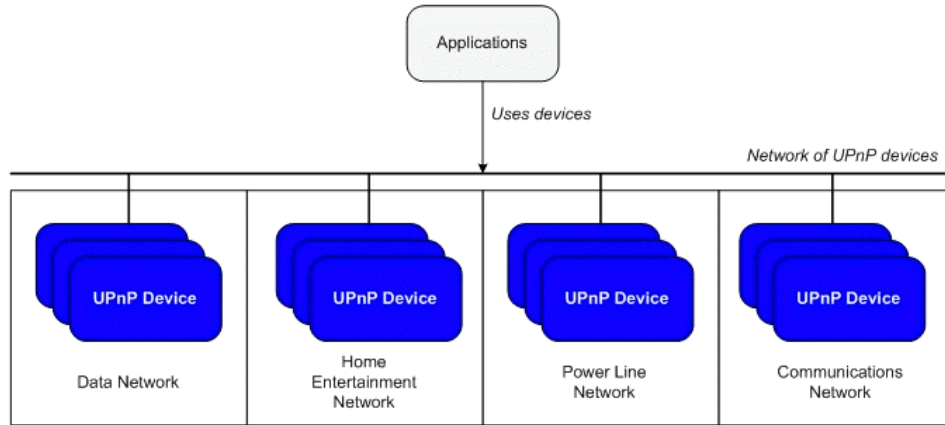 Applications
Uses devices
Network of UPnP devices
UPnP Device
UPnP Device
UPnP Device
UPnP Device
Data Network
Home
Entertainment
Network
Power Line
Network
Communications
Network